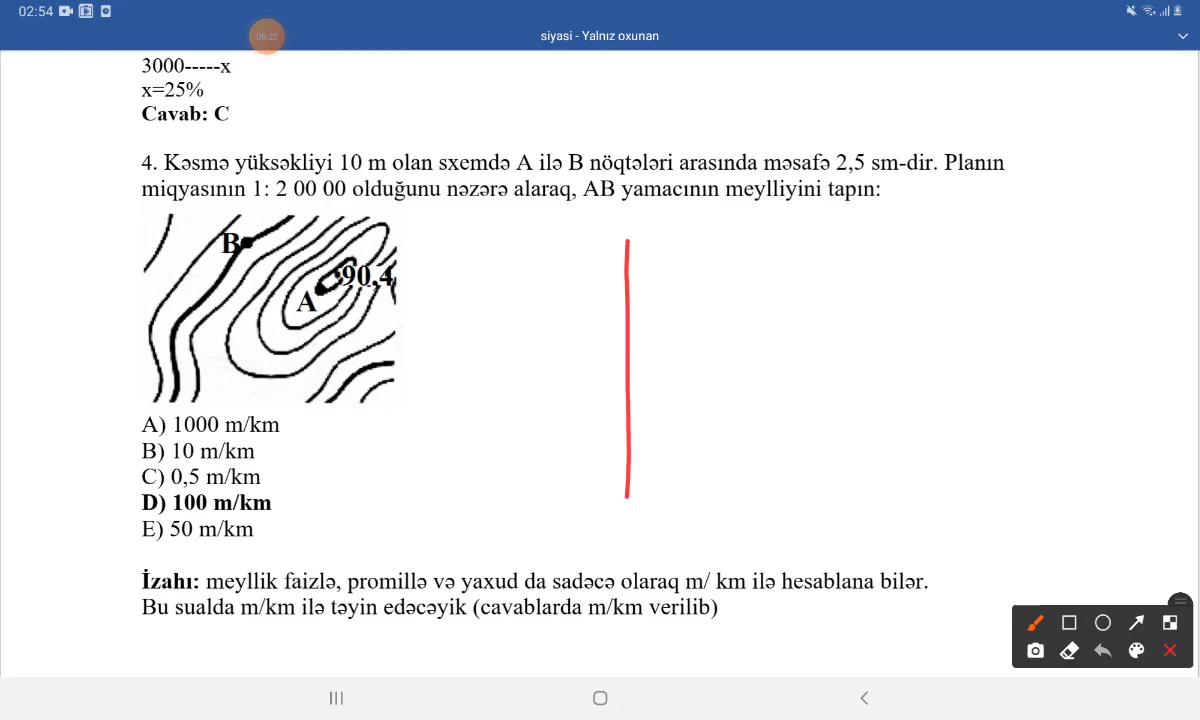 02:54
06:22
siyasi - Yalnız oxunan
3000-----x
x=25%
Cavab: C
4. Kəsmə yüksəkliyi 10 m olan sxemdə A ilə B nöqtələri arasında məsafə 2,5 sm-dir. Planın
miqyasının 1: 2 00 00 olduğunu nəzərə alaraq, AB yamacının meylliyini tapın:
B
90,4
A
A) 1000 m/km
B) 10 m/km
C) 0,5 m/km
D) 100 m/km
E) 50 m/km
İzahı: meyllik faizlə, promillə və yaxud da sadəcə olaraq m/ km ilə hesablana bilər.
Bu sualda m/km ilə təyin edəcəyik (cavablarda m/km verilib)